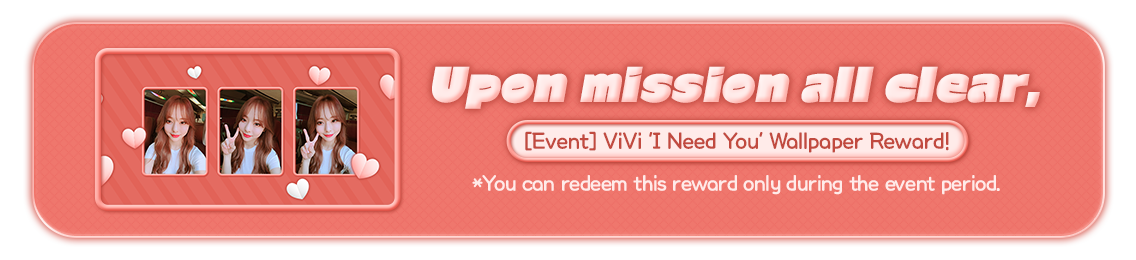 Upon mission all clear,
[Event] ViVi 'I Need You' Wallpaper Reward!
*You can redeem this reward only during the event period.